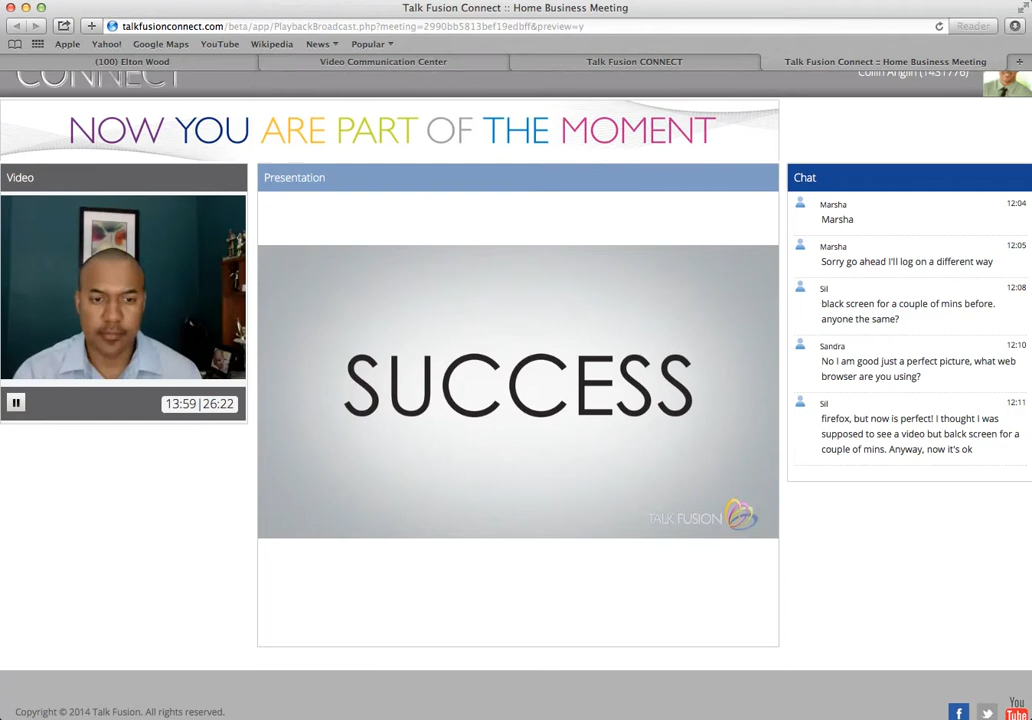 Talk Fusion Connect :: Home Business Meeting
talkfusionconnect.com/beta/app/PlaybackBroadcast.php?meeting=2990bb5813bef19edbff&preview=y
Reader
Apple Yahoo! Google Maps YouTube Wikipedia News Popular
(100) Elton Wood
Video Communication Center
Talk Fusion CONNECT
Talk Fusion Connect :: Home Business Meeting
CONNECT
Collin Anglin (1431776)
NOW YOU ARE PART OF THE MOMENT
Video
13:59|26:22
Presentation
SUCCESS
TALK FUSION
Chat
Marsha 12:04
Marsha
Marsha 12:05
Sorry go ahead I'll log on a different way
Sil 12:08
black screen for a couple of mins before.
anyone the same?
Sandra 12:10
No I am good just a perfect picture, what web
browser are you using?
Sil 12:11
firefox, but now is perfect! I thought I was
supposed to see a video but balck screen for a
couple of mins. Anyway, now it's ok
Copyright © 2014 Talk Fusion. All rights reserved.
f
You
Tube